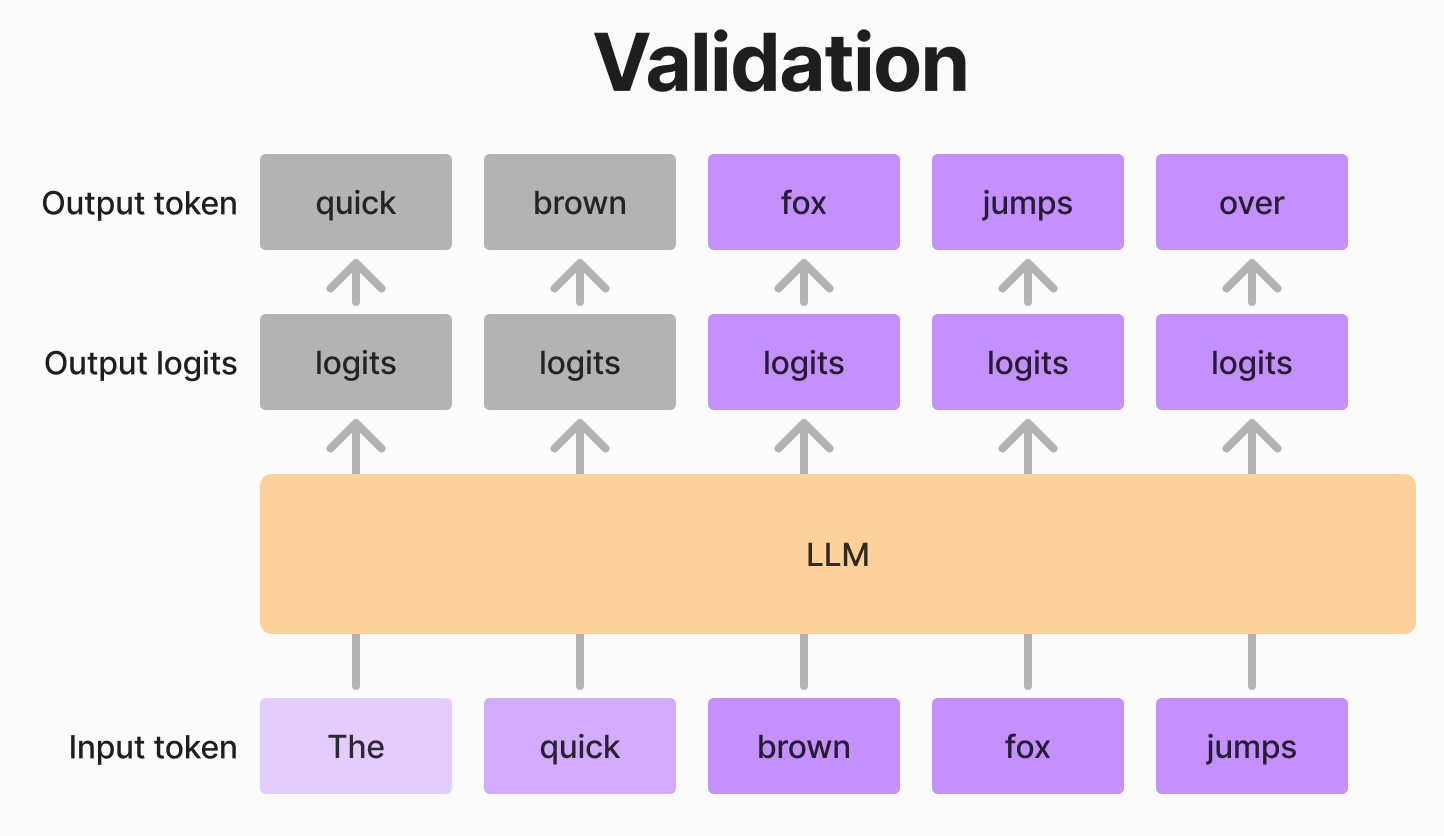 Validation
Output token quick brown fox jumps over
Output logits logits logits logits logits logits
LLM
Input token The quick brown fox jumps